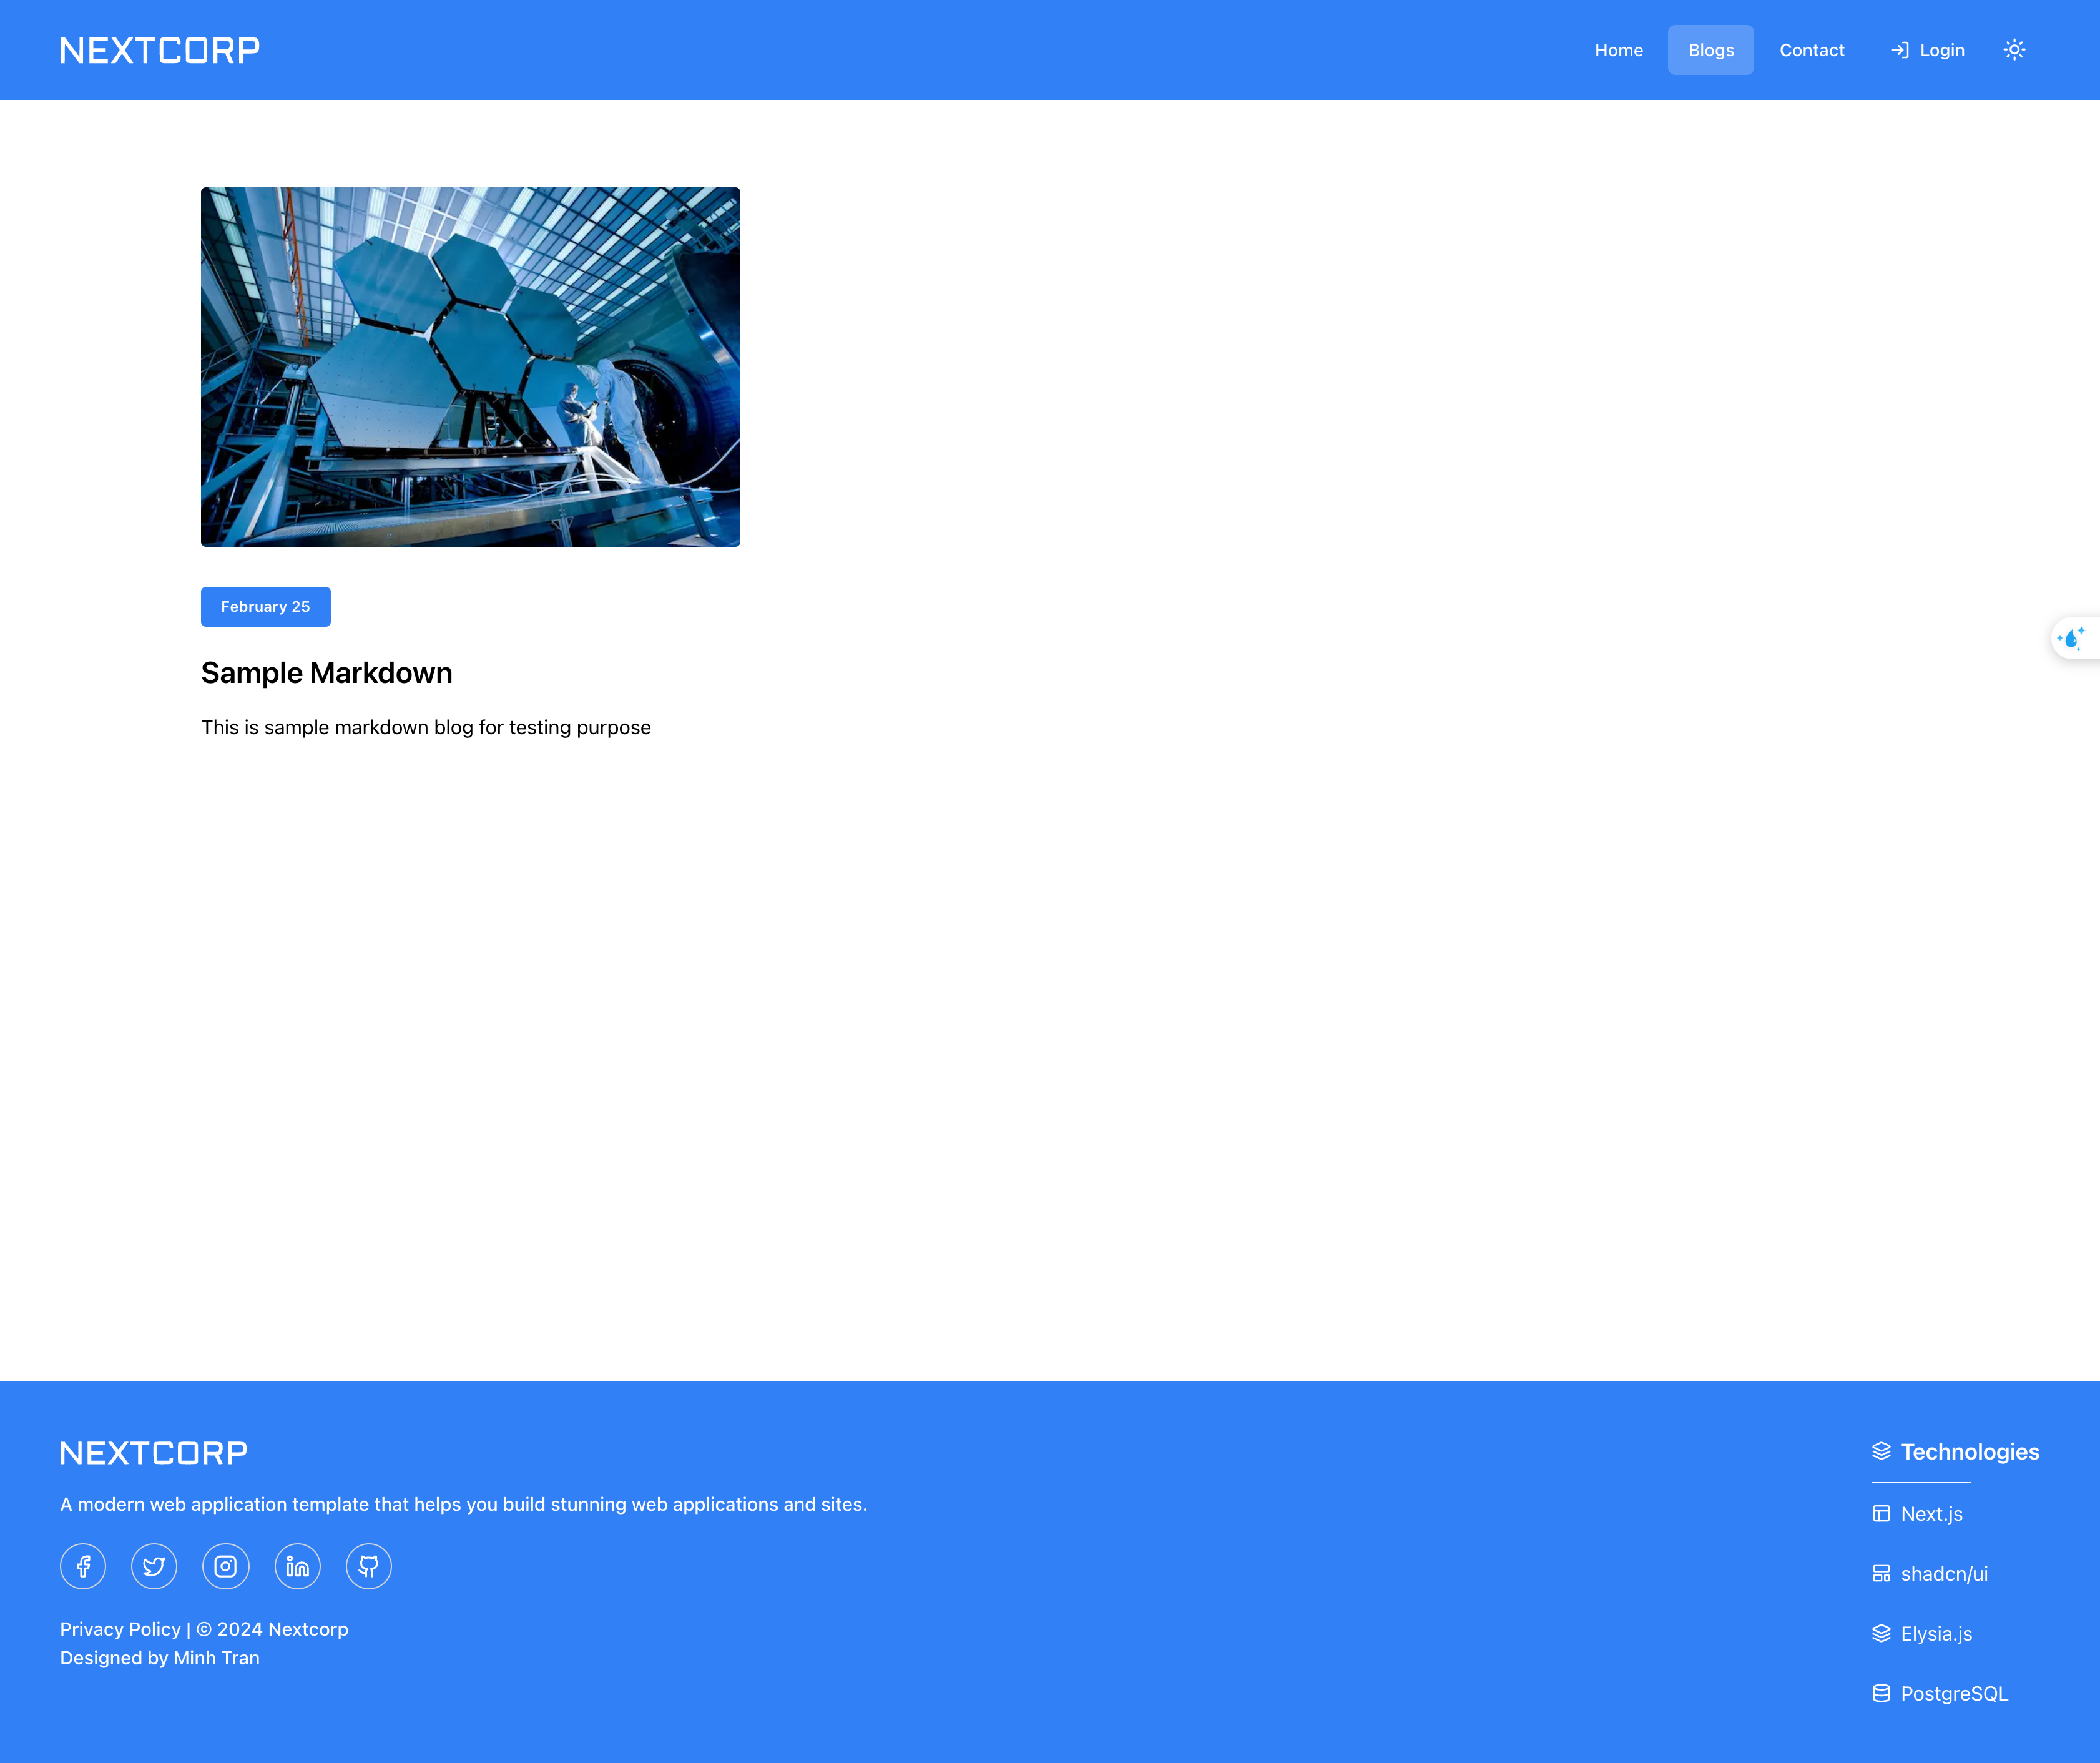 NEXTCORP
Home
Blogs
Contact
Login
February 25
Sample Markdown
This is sample markdown blog for testing purpose
NEXTCORP
A modern web application template that helps you build stunning web applications and sites.
Privacy Policy | © 2024 Nextcorp
Designed by Minh Tran
Technologies
Next.js
shadcn/ui
Elysia.js
PostgreSQL